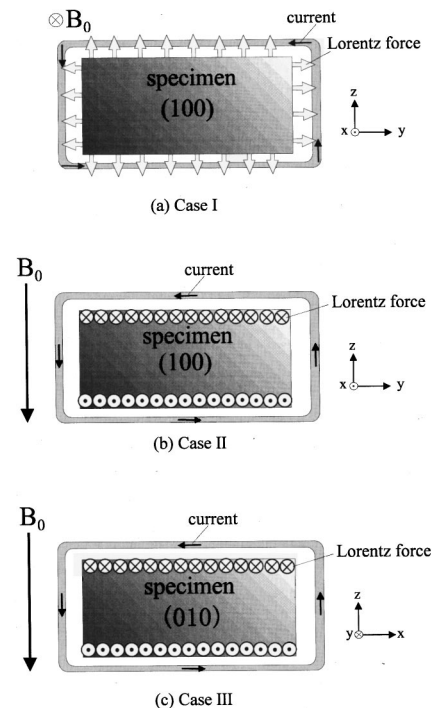 ⊗ B₀
current
Lorentz force
specimen
(100)
z
x
y
(a) Case I
B₀
current
Lorentz force
specimen
(100)
z
x
y
(b) Case II
B₀
current
Lorentz force
specimen
(010)
z
y
x
(c) Case III